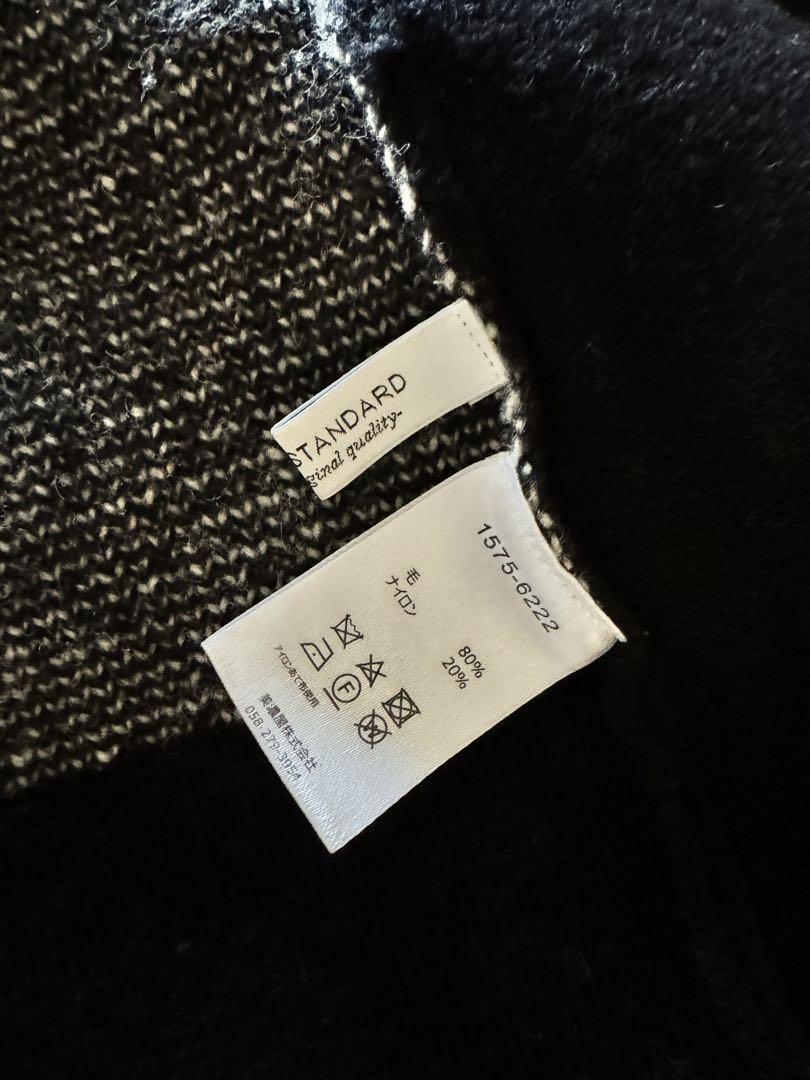 STANDARD
ginal quality-
1575-6222
毛 80%
ナイロン 20%
F
アイロンあて布使用
美濃屋株式会社
058-279-3954